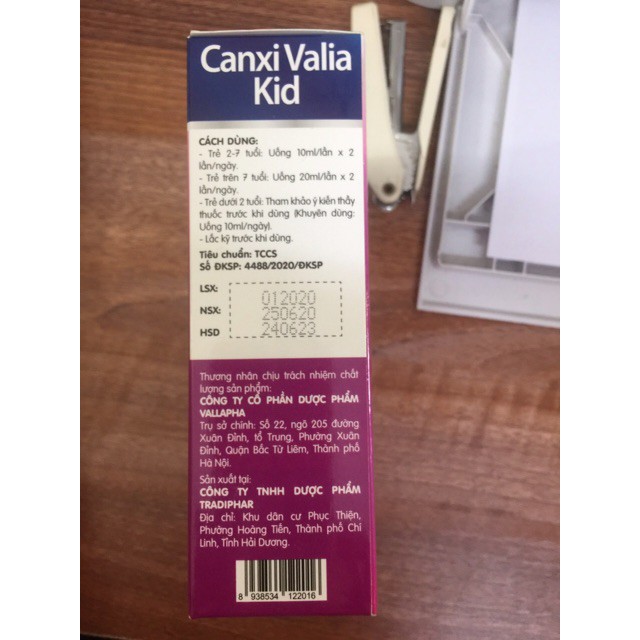 Canxi Valia
Kid
CÁCH DÙNG:
- Trẻ 2-7 tuổi: Uống 10ml/lần x 2
lần/ngày.
- Trẻ trên 7 tuổi: Uống 20ml/lần x 2
lần/ngày.
- Trẻ dưới 2 tuổi: Tham khảo ý kiến thầy
thuốc trước khi dùng (Khuyên dùng:
Uống 10ml/ngày).
- Lắc kỹ trước khi dùng.
Tiêu chuẩn: TCCS
Số ĐKSP: 4488/2020/ĐKSP
LSX: 012020
NSX: 250620
HSD 240623
Thương nhân chịu trách nhiệm chất
lượng sản phẩm:
CÔNG TY CỔ PHẦN DƯỢC PHẨM
VALLAPHA
Trụ sở chính: Số 22, ngõ 205 đường
Xuân Đỉnh, tổ Trung, Phường Xuân
Đỉnh, Quận Bắc Từ Liêm, Thành phố
Hà Nội.
Sản xuất tại:
CÔNG TY TNHH DƯỢC PHẨM
TRADIPHAR
Địa chỉ: Khu dân cư Phục Thiện,
Phường Hoàng Tiến, Thành phố Chí
Linh, Tỉnh Hải Dương.
8 938534 122016